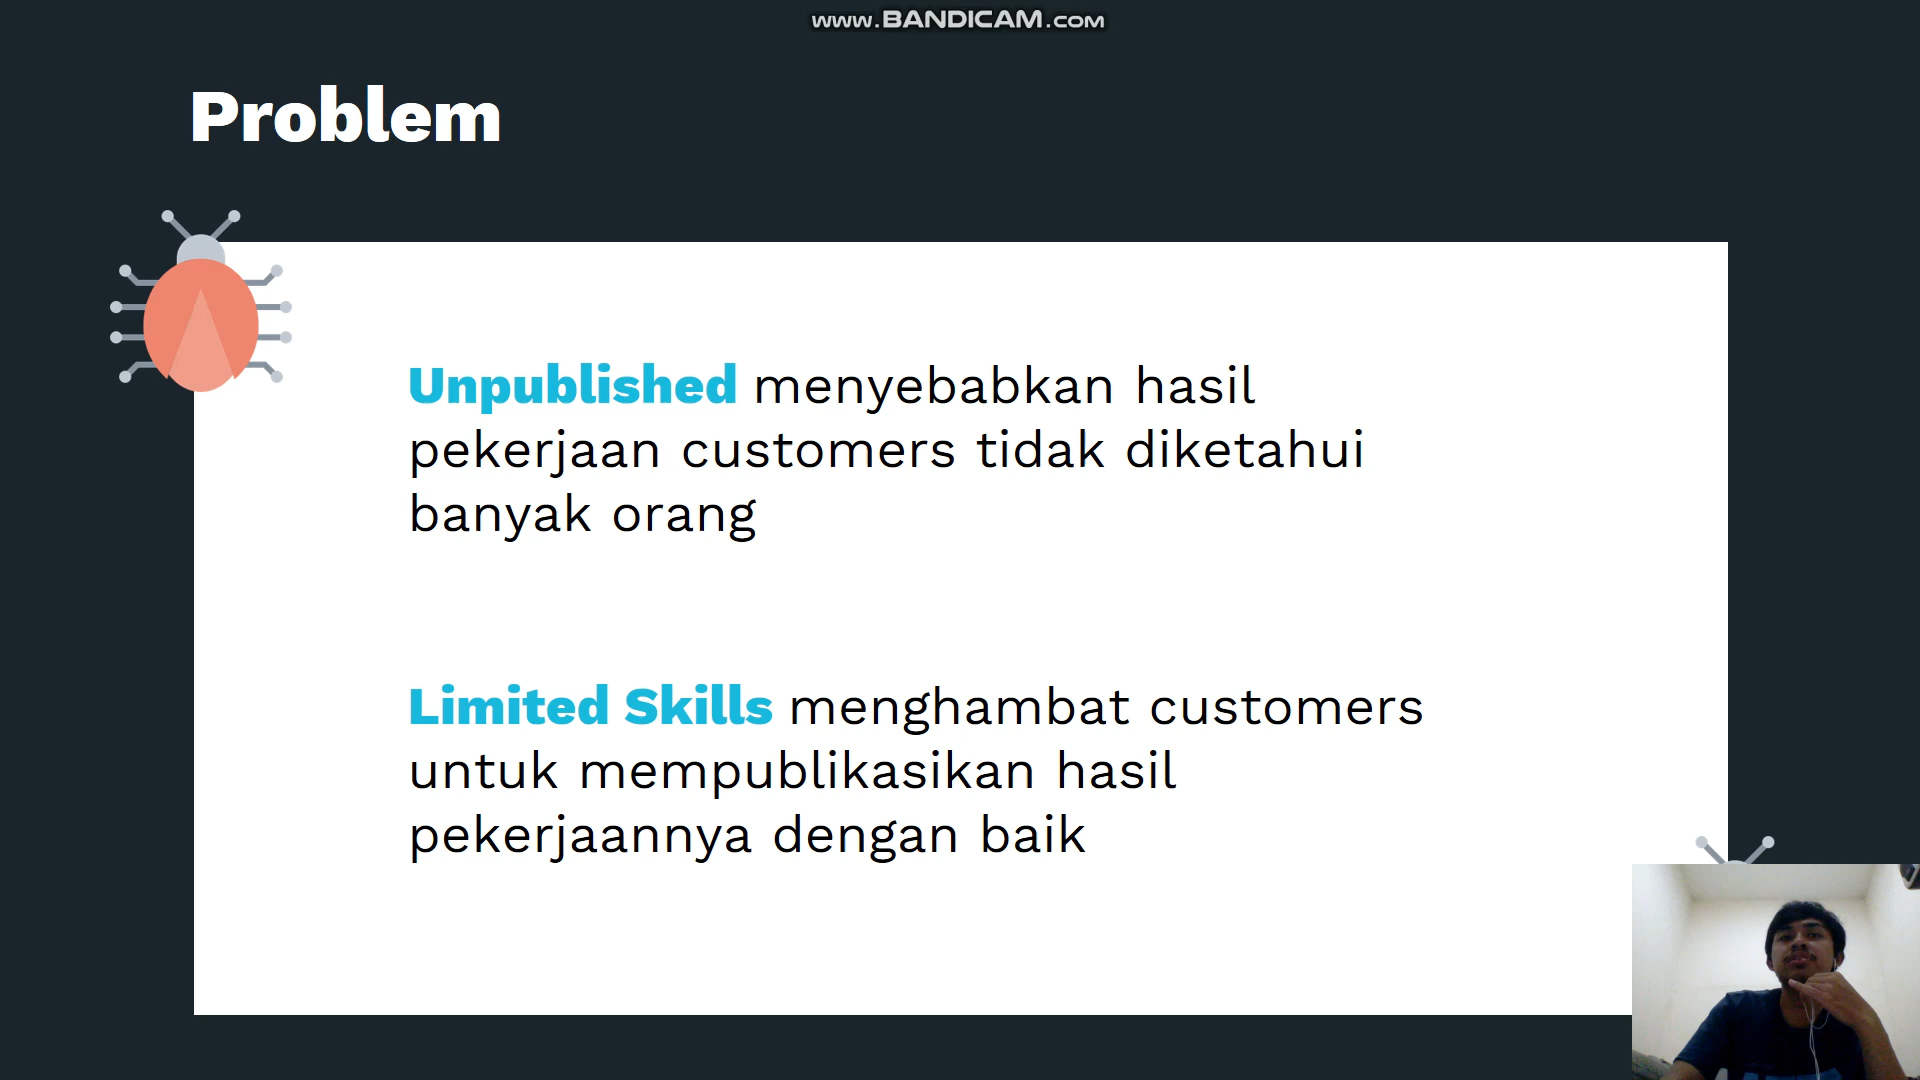 www.BANDICAM.com
Problem
Unpublished menyebabkan hasil
pekerjaan customers tidak diketahui
banyak orang
Limited Skills menghambat customers
untuk mempublikasikan hasil
pekerjaannya dengan baik